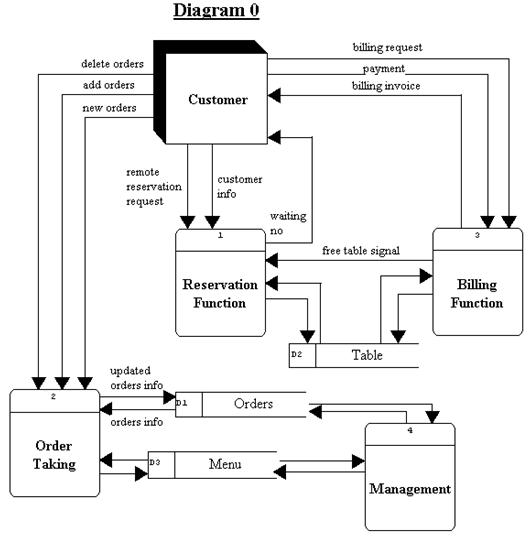 Diagram 0
billing request
delete orders
payment
add orders
billing invoice
Customer
new orders
remote
reservation
request
customer
info
waiting
no
1
3
free table signal
Reservation
Function
Billing
Function
D2
Table
updated
orders info
2
D1
Orders
orders info
4
Order
Taking
D3
Menu
Management